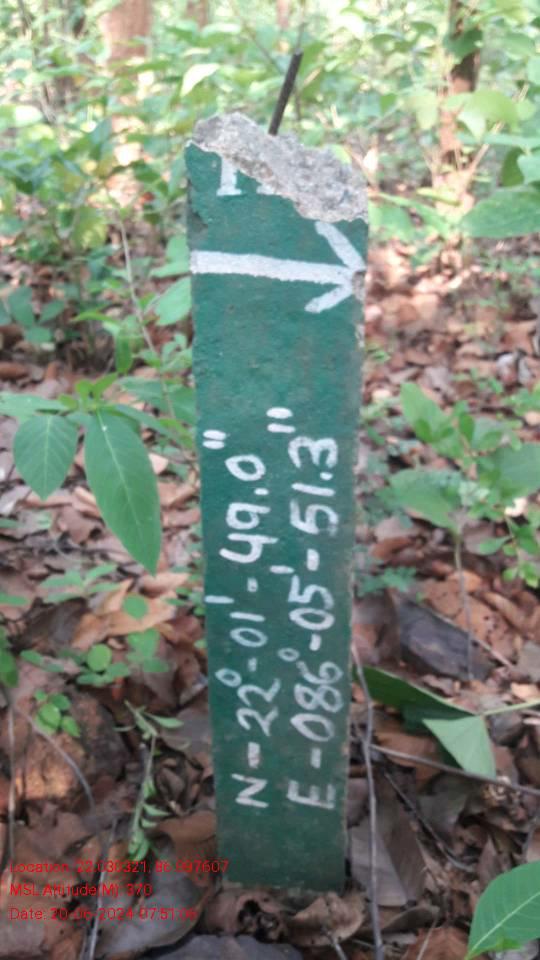 N-22°-01'-49.0"
E-086°-05'-51.3"
Location: 22.030321, 86.097607
MSL Altitude(M): 370
Date: 20-06-2024 07:51:06